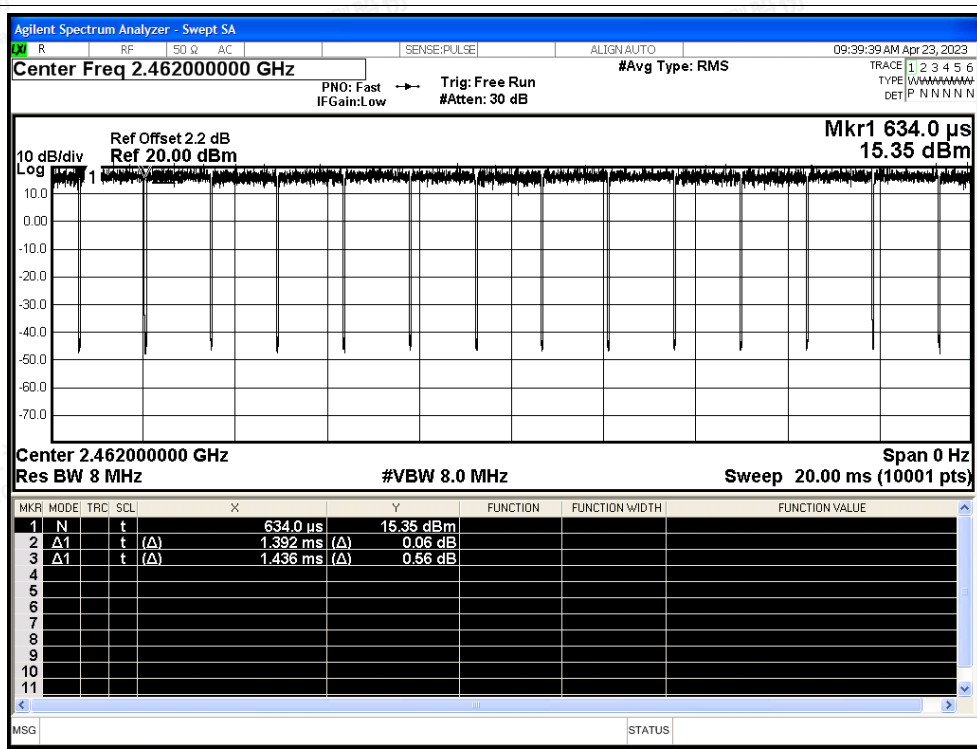 Agilent Spectrum Analyzer - Swept SA
LXI R RF 50 Ω AC SENSE:PULSE ALIGN AUTO 09:39:39 AM Apr 23, 2023
Center Freq 2.462000000 GHz #Avg Type: RMS TRACE 1 2 3 4 5 6
PNO: Fast Trig: Free Run TYPE W
IFGain:Low #Atten: 30 dB DET P N N N N N
Mkr1 634.0 µs
Ref Offset 2.2 dB
10 dB/div Ref 20.00 dBm 15.35 dBm
Log
1
10.0
0.00
-10.0
-20.0
-30.0
-40.0
-50.0
-60.0
-70.0
Center 2.462000000 GHz Span 0 Hz
Res BW 8 MHz #VBW 8.0 MHz Sweep 20.00 ms (10001 pts)
MKR MODE TRC SCL X Y FUNCTION FUNCTION WIDTH FUNCTION VALUE
1 N t 634.0 µs 15.35 dBm
2 Δ1 t (Δ) 1.392 ms (Δ) 0.06 dB
3 Δ1 t (Δ) 1.436 ms (Δ) 0.56 dB
4
5
6
7
8
9
10
11
MSG STATUS